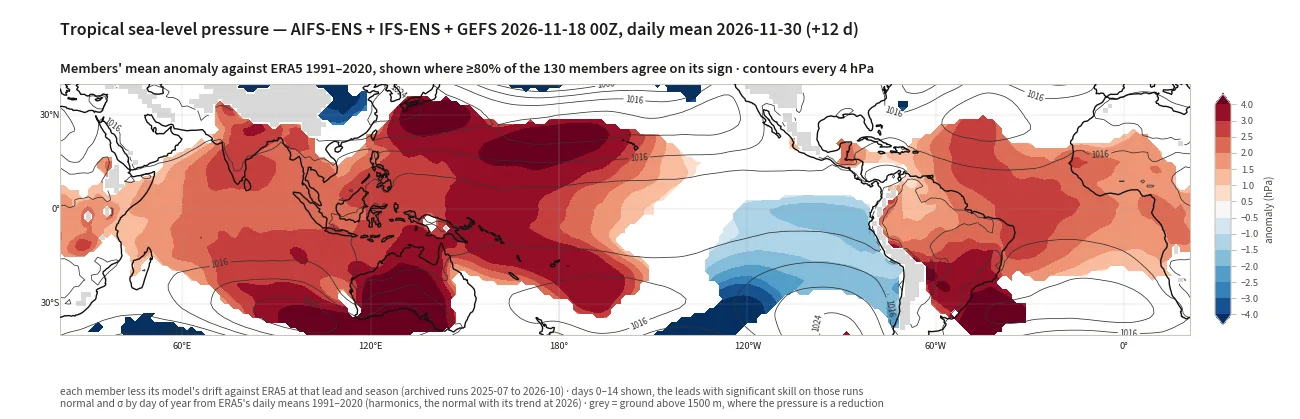 Tropical sea-level pressure — AIFS-ENS + IFS-ENS + GEFS 2026-11-18 00Z, daily mean 2026-11-30 (+12 d)
Members' mean anomaly against ERA5 1991–2020, shown where ≥80% of the 130 members agree on its sign · contours every 4 hPa
1016
1016
1016
1016
1024
30°N
0°
30°S
1016
1016
1016
1016
1016
1024
1016
1016
60°E
120°E
180°
120°W
60°W
0°
4.0
3.0
2.0
1.5
1.0
0.5
−0.5
−1.0
−1.5
−2.0
−2.5
−3.0
−4.0
anomaly (hPa)
each member less its model's drift against ERA5 at that lead and season (archived runs 2025-07 to 2026-10) · days 0–14 shown, the leads with significant skill on those runs
normal and σ by day of year from ERA5's daily means 1991–2020 (harmonics, the normal with its trend at 2026) · grey = ground above 1500 m, where the pressure is a reduction